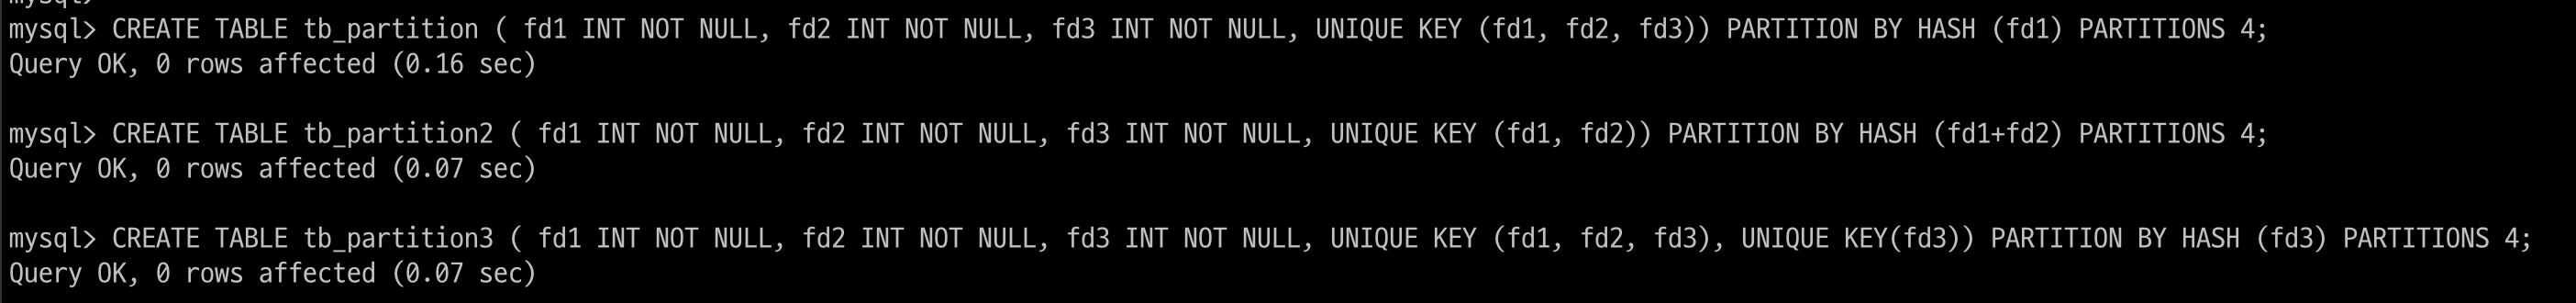 mysql>
mysql> CREATE TABLE tb_partition ( fd1 INT NOT NULL, fd2 INT NOT NULL, fd3 INT NOT NULL, UNIQUE KEY (fd1, fd2, fd3)) PARTITION BY HASH (fd1) PARTITIONS 4;
Query OK, 0 rows affected (0.16 sec)
mysql> CREATE TABLE tb_partition2 ( fd1 INT NOT NULL, fd2 INT NOT NULL, fd3 INT NOT NULL, UNIQUE KEY (fd1, fd2)) PARTITION BY HASH (fd1+fd2) PARTITIONS 4;
Query OK, 0 rows affected (0.07 sec)
mysql> CREATE TABLE tb_partition3 ( fd1 INT NOT NULL, fd2 INT NOT NULL, fd3 INT NOT NULL, UNIQUE KEY (fd1, fd2, fd3), UNIQUE KEY(fd3)) PARTITION BY HASH (fd3) PARTITIONS 4;
Query OK, 0 rows affected (0.07 sec)